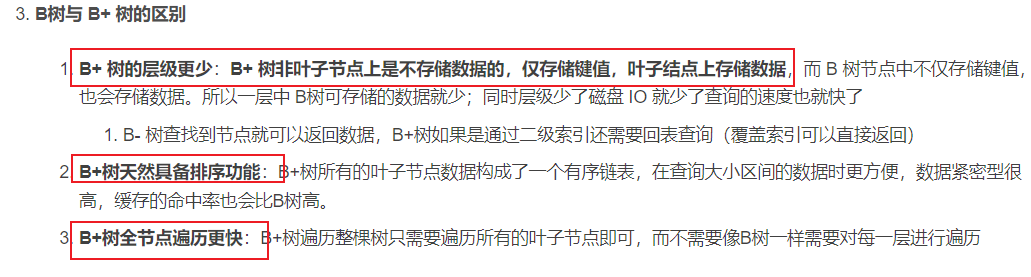 3. B树与 B+ 树的区别
1. B+ 树的层级更少：B+ 树非叶子节点上是不存储数据的，仅存储键值，叶子结点上存储数据，而 B 树节点中不仅存储键值，
也会存储数据。所以一层中 B树可存储的数据就少；同时层级少了磁盘 IO 就少了查询的速度也就快了
1. B- 树查找到节点就可以返回数据，B+树如果是通过二级索引还需要回表查询（覆盖索引可以直接返回）
2. B+树天然具备排序功能：B+树所有的叶子节点数据构成了一个有序链表，在查询大小区间的数据时更方便，数据紧密型很
高，缓存的命中率也会比B树高。
3. B+树全节点遍历更快：B+树遍历整棵树只需要遍历所有的叶子节点即可，而不需要像B树一样需要对每一层进行遍历